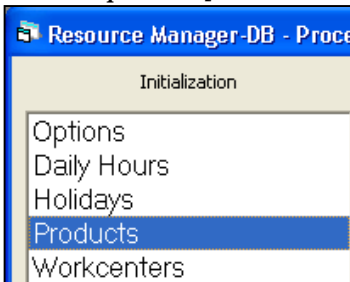 Resource Manager-DB - Proce
Initialization
Options
Daily Hours
Holidays
Products
Workcenters